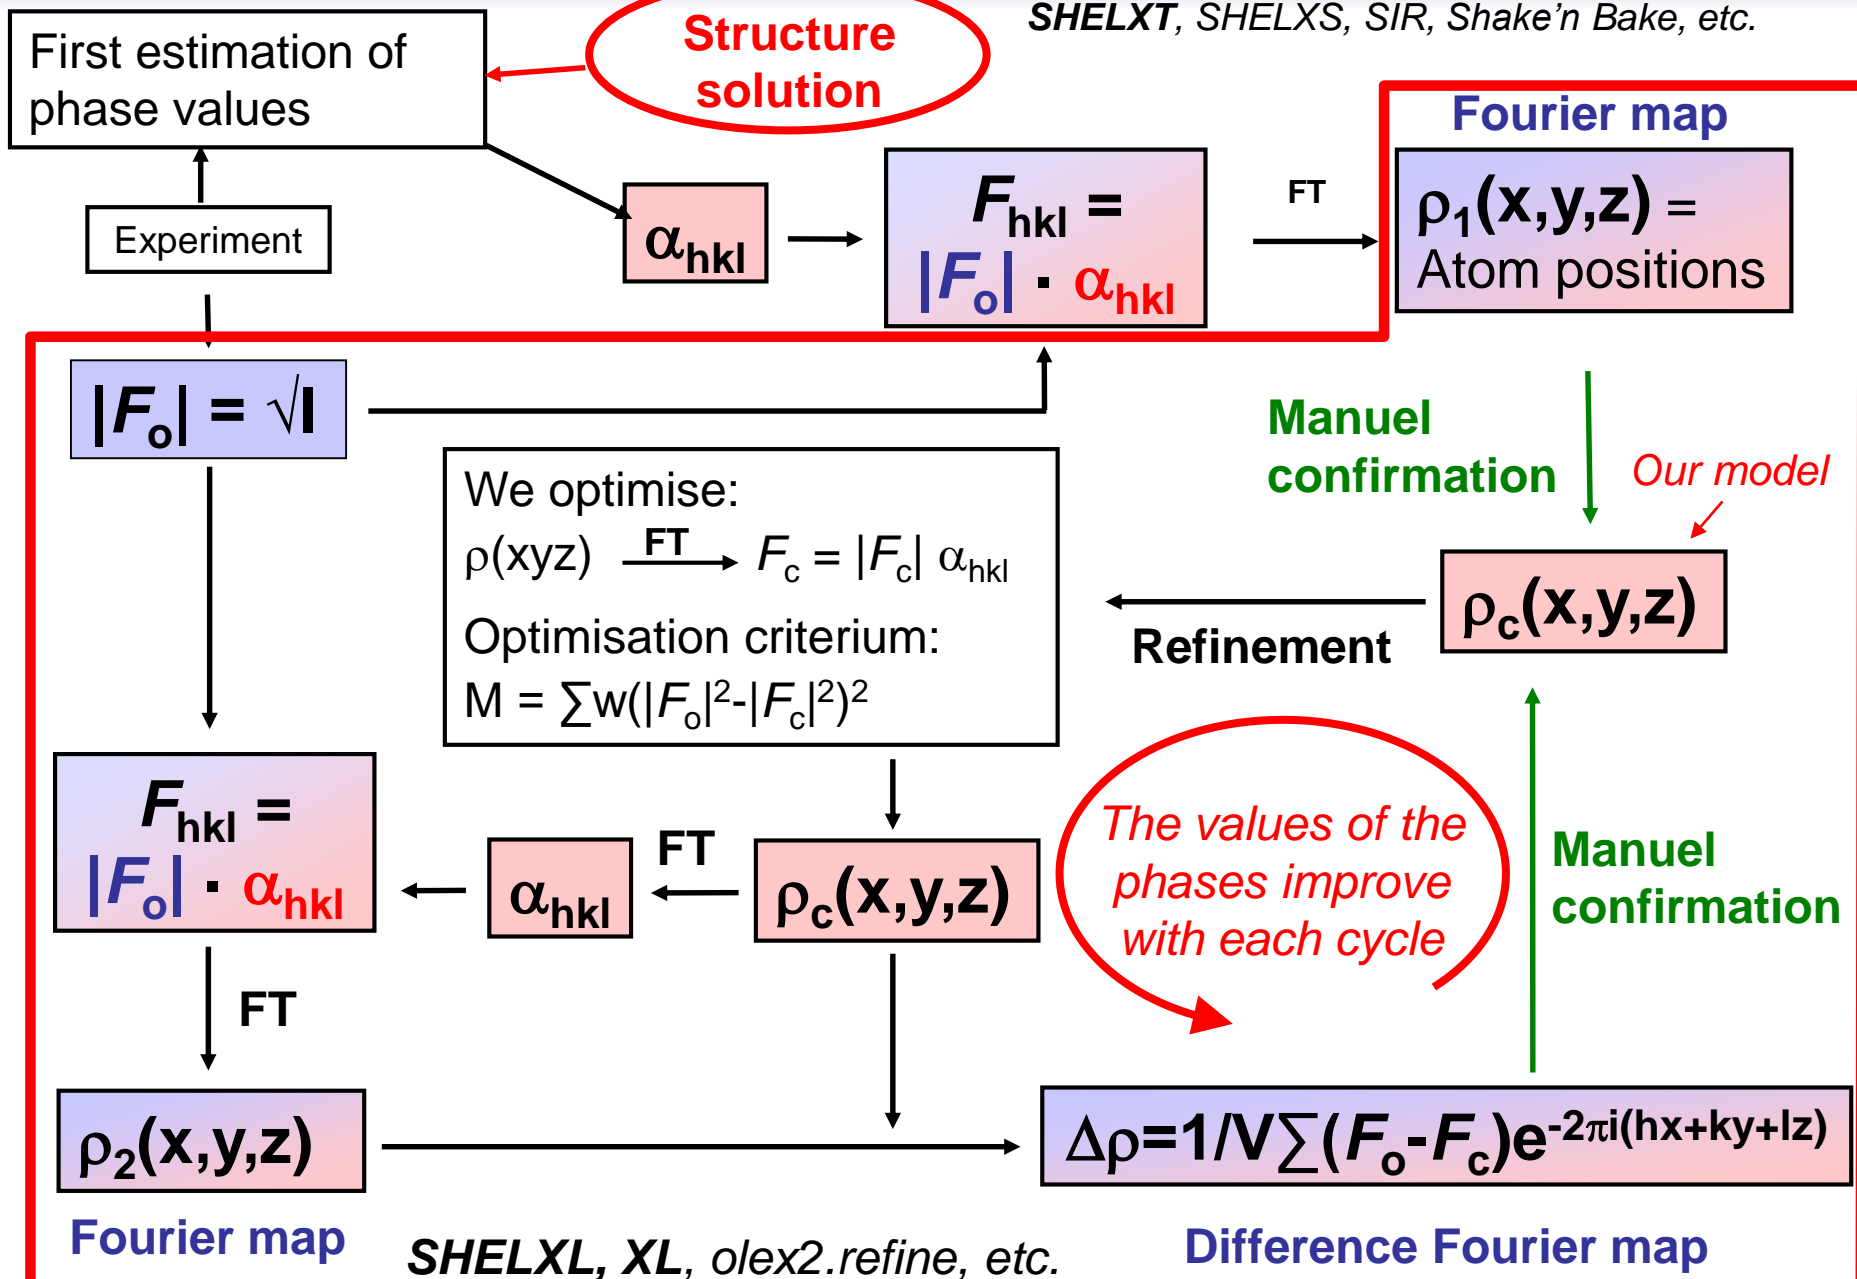 SHELXT, SHELXS, SIR, Shake’n Bake, etc.
First estimation of
phase values
Structure
solution
Fourier map
Experiment
αhkl
Fhkl =
|Fo| · αhkl
FT
ρ1(x,y,z) =
Atom positions
|Fo| = √I
Manuel
confirmation
Our model
We optimise:
ρ(xyz) FT Fc = |Fc| αhkl
Optimisation criterium:
M = ∑w(|Fo|2-|Fc|2)2
Refinement
ρc(x,y,z)
Fhkl =
|Fo| · αhkl
αhkl
FT
ρc(x,y,z)
The values of the
phases improve
with each cycle
Manuel
confirmation
FT
ρ2(x,y,z)
Δρ=1/V∑(Fo-Fc)e-2πi(hx+ky+lz)
Fourier map
SHELXL, XL, olex2.refine, etc.
Difference Fourier map